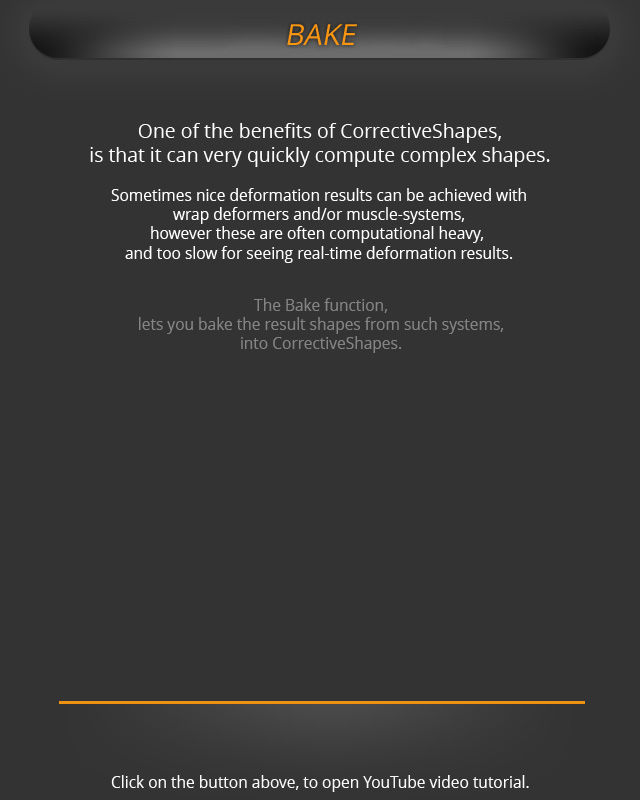 BAKE
One of the benefits of CorrectiveShapes,
is that it can very quickly compute complex shapes.
Sometimes nice deformation results can be achieved with
wrap deformers and/or muscle-systems,
however these are often computational heavy,
and too slow for seeing real-time deformation results.
The Bake function,
lets you bake the result shapes from such systems,
into CorrectiveShapes.
Click on the button above, to open YouTube video tutorial.